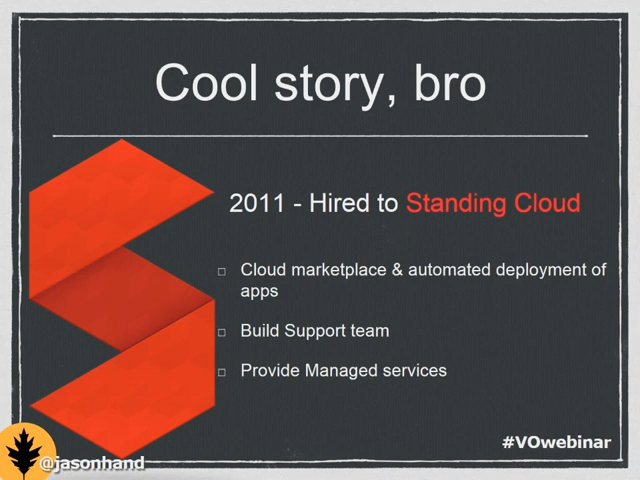 Cool story, bro
2011 - Hired to Standing Cloud
Cloud marketplace & automated deployment of
apps
Build Support team
Provide Managed services
#VOwebinar
@jasonhand